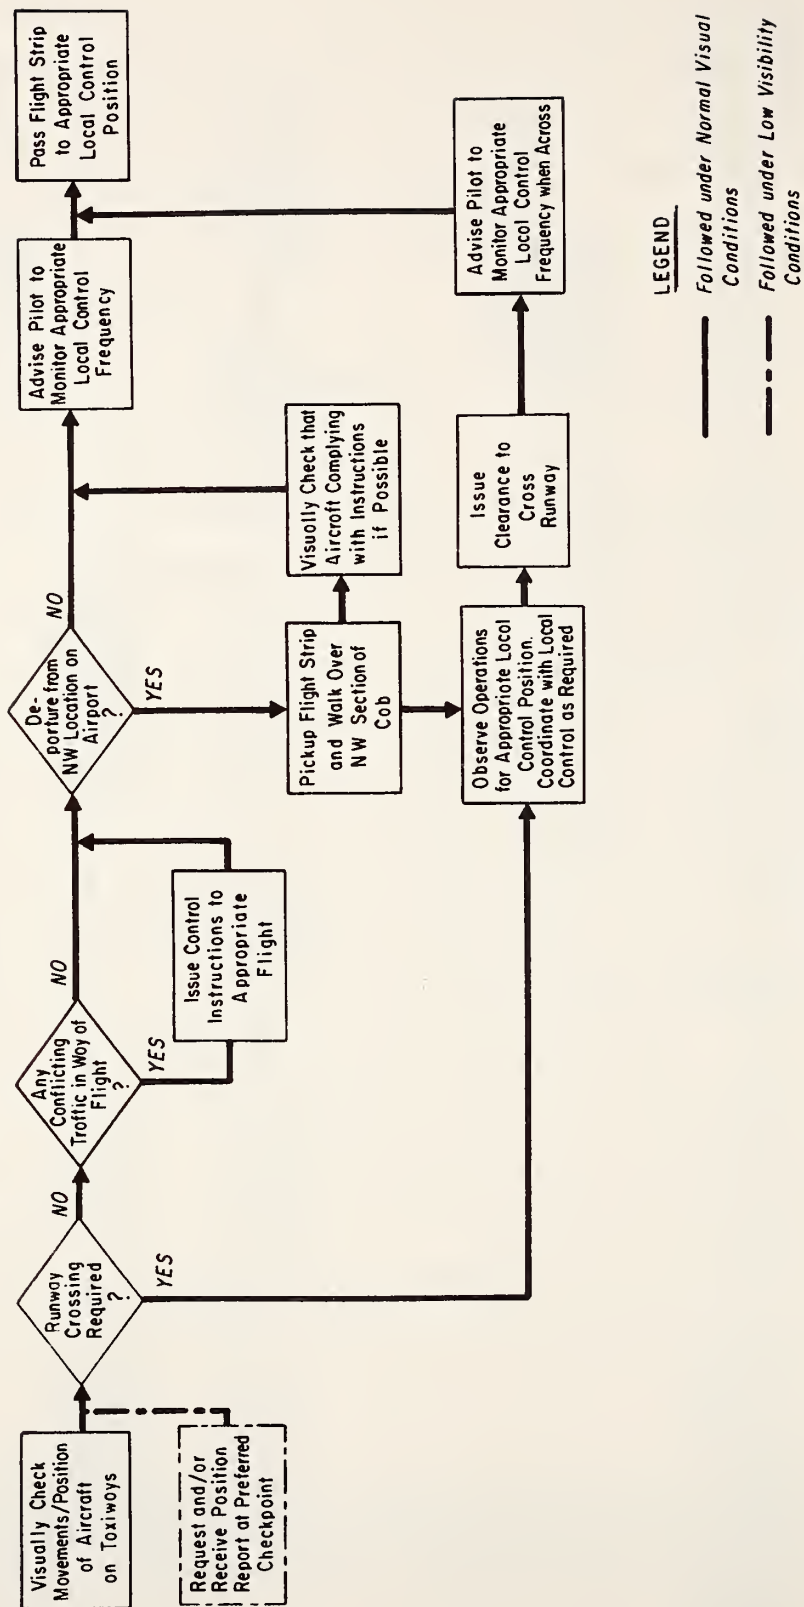 Visually Check
Movements/Position
of Aircraft
on Toxiwoys
Request and/or
Receive Position
Report at Preferred
Checkpoint
Runway
Crossing
Required
?
NO
YES
Any
Conflicting
Troffic in Woy of
Flight
?
NO
YES
Issue Control
Instructions to
Appropriate
Flight
De-
porture from
NW Locotion on
Airport
?
NO
YES
Pickup Flight Strip
and Walk Over
NW Section of
Cob
Visuolly Check that
Aircroft Complying
with Instructions
if Possible
Observe Operations
for Appropriate Local
Control Position.
Coordinate with Local
Control as Required
Issue
Clearance to
Cross
Runway
Advise Pilot to
Monitor Appropriate
Local Control
Frequency
Advise Pilot to
Monitor Appropriate
Local Control
Frequency when Across
Pass Flight Strip
to Appropriate
Local Control
Position
LEGEND
Followed under Normal Visual
Conditions
Followed under Low Visibility
Conditions